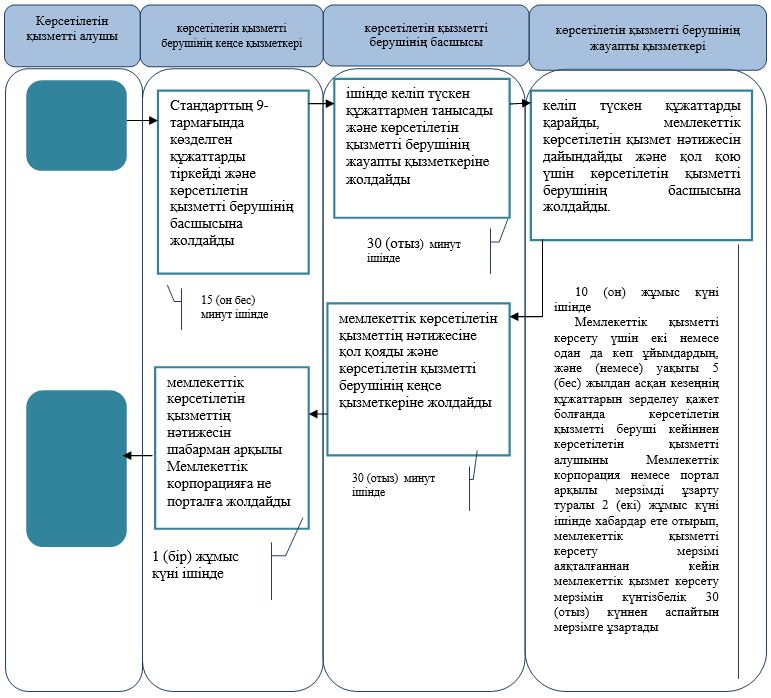 Көрсетілетін
қызметті алушы
көрсетілетін қызметті
берушінің кеңсе қызметкері
көрсетілетін қызметті
берушінің басшысы
көрсетілетін қызметті берушінің
жауапты қызметкері
Стандарттың 9-
тармағында
көзделген
құжаттарды
тіркейді және
көрсетілетін
қызметті берушінің
басшысына
жолдайды
15 (он бес)
минут ішінде
ішінде келіп түскен
құжаттармен танысады
және көрсетілетін
қызметті берушінің
жауапты қызметкеріне
жолдайды
30 (отыз) минут
ішінде
келіп түскен құжаттарды
қарайды, мемлекеттік
көрсетілетін қызмет нәтижесін
дайындайды және қол қою
үшін көрсетілетін қызметті
берушінің басшысына
жолдайды.
10 (он) жұмыс күні
ішінде
Мемлекеттік қызметті
көрсету үшін екі немесе
одан да көп ұйымдардың,
және (немесе) уақыты 5
(бес) жылдан асқан кезеңнің
құжаттарын зерделеу қажет
болғанда көрсетілетін
қызметті беруші кейіннен
көрсетілетін қызметті
алушыны Мемлекеттік
корпорация немесе портал
арқылы мерзімді ұзарту
туралы 2 (екі) жұмыс күні
ішінде хабардар ете отырып,
мемлекеттік қызметті
көрсету мерзімі
аяқталғаннан кейін
мемлекеттік қызмет көрсету
мерзімін күнтізбелік 30
(отыз) күннен аспайтын
мерзімге ұзартады
мемлекеттік көрсетілетін
қызметтің нәтижесіне
қол қояды және
көрсетілетін қызметті
берушінің кеңсе
қызметкеріне жолдайды
30 (отыз) минут
ішінде
мемлекеттік
көрсетілетін
қызметтің
нәтижесін
шабарман арқылы
Мемлекеттік
корпорацияға не
порталға жолдайды
1 (бір) жұмыс
күні ішінде